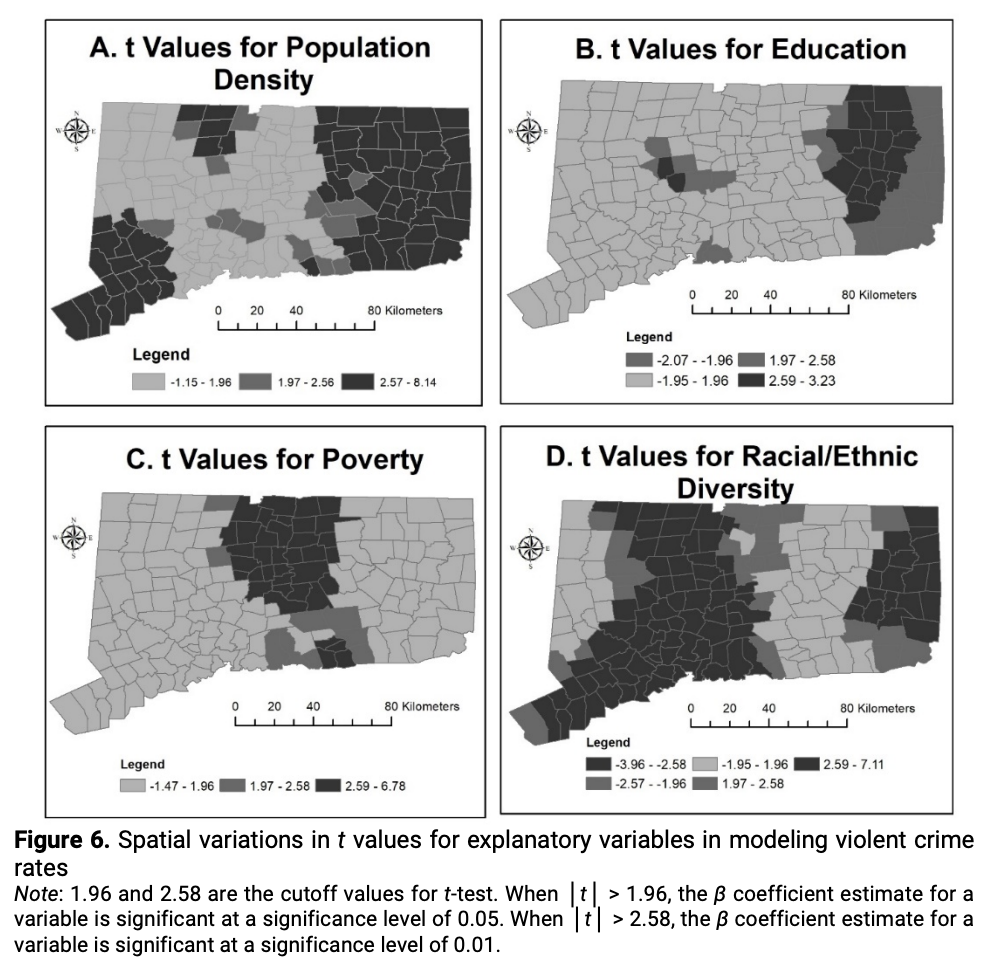 A. t Values for Population
Density
N
W E
S
0 20 40 80 Kilometers
Legend
-1.15 - 1.96 1.97 - 2.56 2.57 - 8.14
B. t Values for Education
N
W E
S
0 20 40 80 Kilometers
Legend
-2.07 - -1.96 1.97 - 2.58
-1.95 - 1.96 2.59 - 3.23
C. t Values for Poverty
N
W E
S
0 20 40 80 Kilometers
Legend
-1.47 - 1.96 1.97 - 2.58 2.59 - 6.78
D. t Values for Racial/Ethnic
Diversity
N
W E
S
0 20 40 80 Kilometers
Legend
-3.96 - -2.58 -1.95 - 1.96 2.59 - 7.11
-2.57 - -1.96 1.97 - 2.58
Figure 6. Spatial variations in t values for explanatory variables in modeling violent crime
rates
Note: 1.96 and 2.58 are the cutoff values for t-test. When |t| > 1.96, the β coefficient estimate for a
variable is significant at a significance level of 0.05. When |t| > 2.58, the β coefficient estimate for a
variable is significant at a significance level of 0.01.